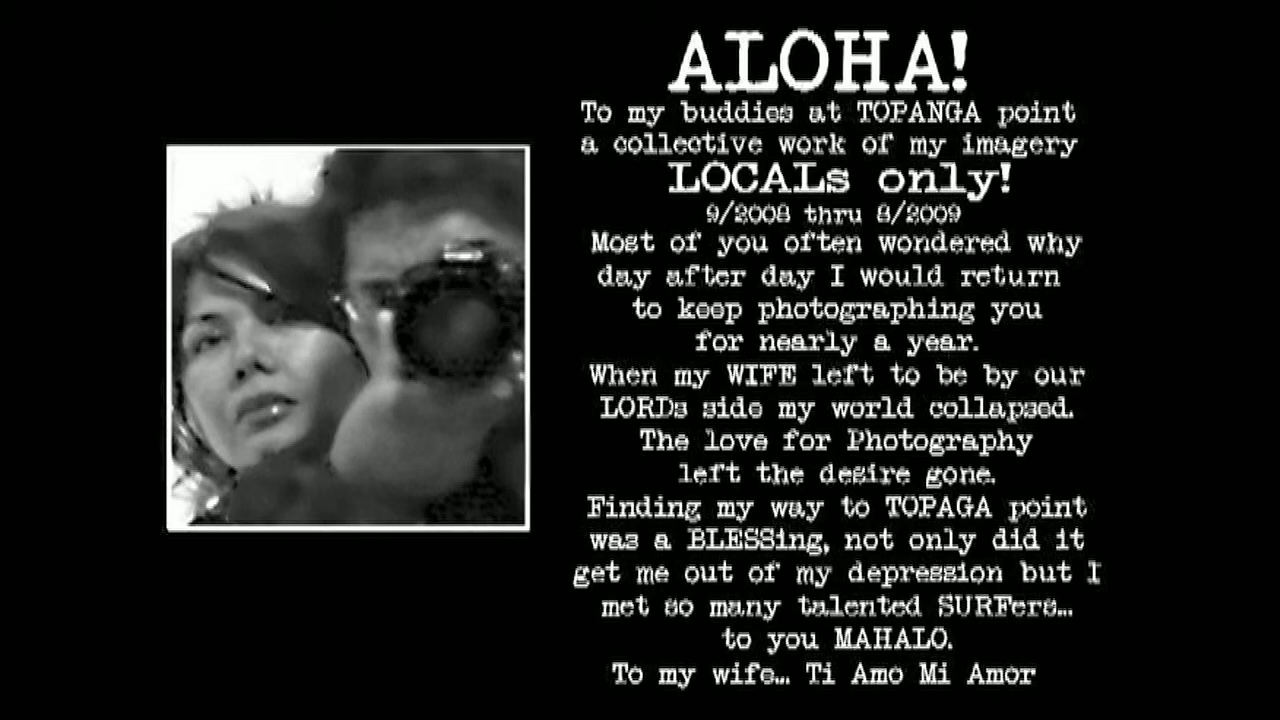 ALOHA!
To my buddies at TOPANGA point
a collective work of my imagery
LOCALs only!
9/2008 thru 8/2009
Most of you often wondered why
day after day I would return
to keep photographing you
for nearly a year.
When my WIFE left to be by our
LORDs side my world collapsed.
The love for Photography
left the desire gone.
Finding my way to TOPAGA point
was a BLESSing, not only did it
get me out of my depression but I
met so many talented SURFers...
to you MAHALO.
To my wife... Ti Amo Mi Amor